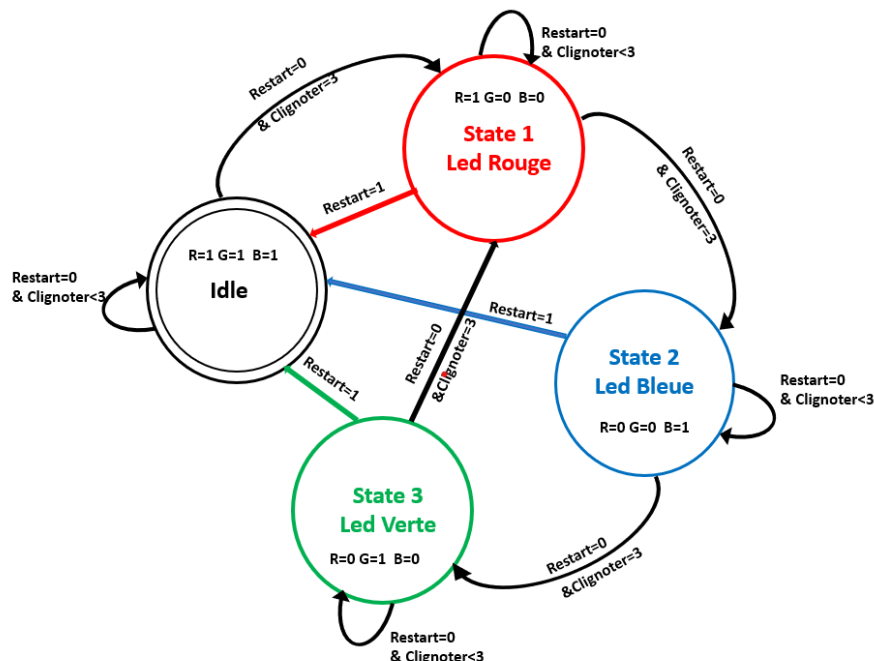 Restart=0
& Clignoter<3
Restart=0
& Clignoter=3
R=1 G=0 B=0
State 1
Led Rouge
Restart=0
& Clignoter=3
Restart=1
R=1 G=1 B=1
Idle
Restart=0
& Clignoter<3
Restart=1
Restart=0
&Clignoter=3
State 2
Led Bleue
R=0 G=0 B=1
Restart=0
& Clignoter<3
Restart=1
State 3
Led Verte
R=0 G=1 B=0
Restart=0
&Clignoter=3
Restart=0
& Clignoter<3